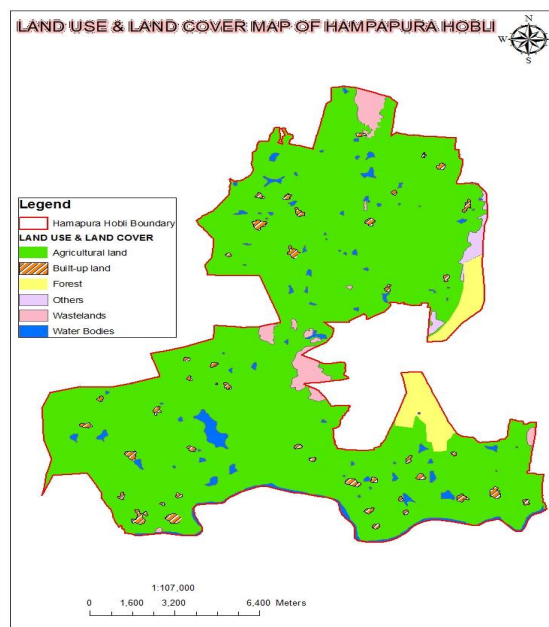 LAND USE & LAND COVER MAP OF HAMPAPURA HOBLI
N
W E
S
Legend
Hamapura Hobli Boundary
LAND USE & LAND COVER
Agricultural land
Built-up land
Forest
Others
Wastelands
Water Bodies
1:107,000
0 1,600 3,200 6,400 Meters